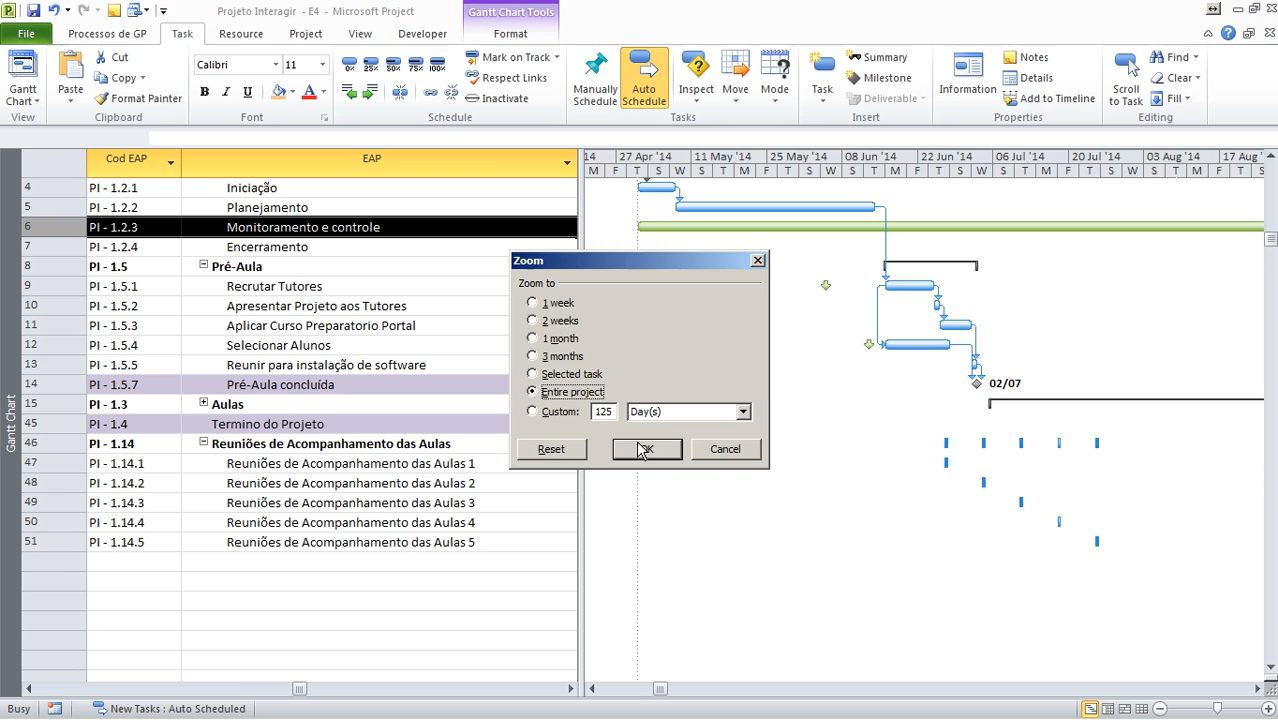 Projeto Interagir - E4 - Microsoft Project
Gantt Chart Tools
File Processos de GP Task Resource Project View Developer Format
Gantt Chart
View
Paste
Cut
Copy
Format Painter
Clipboard
Calibri 11
B I U A
Font
0% 25% 50% 75% 100%
Mark on Track
Respect Links
Inactivate
Schedule
Manually Schedule
Auto Schedule
Inspect
Move
Mode
Tasks
Task
Summary
Milestone
Deliverable
Insert
Information
Notes
Details
Add to Timeline
Properties
Scroll to Task
Find
Clear
Fill
Editing
Cod EAP EAP
14 27 Apr '14 11 May '14 25 May '14 08 Jun '14 22 Jun '14 06 Jul '14 20 Jul '14 03 Aug '14 17 Aug '
M F T S W M F T S W M F T S W M F T S W M F T S W M F T S
4 PI - 1.2.1 Iniciação
5 PI - 1.2.2 Planejamento
6 PI - 1.2.3 Monitoramento e controle
7 PI - 1.2.4 Encerramento
8 PI - 1.5 Pré-Aula
9 PI - 1.5.1 Recrutar Tutores
10 PI - 1.5.2 Apresentar Projeto aos Tutores
11 PI - 1.5.3 Aplicar Curso Preparatorio Portal
12 PI - 1.5.4 Selecionar Alunos
13 PI - 1.5.5 Reunir para instalação de software
14 PI - 1.5.7 Pré-Aula concluída
02/07
15 PI - 1.3 Aulas
45 PI - 1.4 Termino do Projeto
46 PI - 1.14 Reuniões de Acompanhamento das Aulas
47 PI - 1.14.1 Reuniões de Acompanhamento das Aulas 1
48 PI - 1.14.2 Reuniões de Acompanhamento das Aulas 2
49 PI - 1.14.3 Reuniões de Acompanhamento das Aulas 3
50 PI - 1.14.4 Reuniões de Acompanhamento das Aulas 4
51 PI - 1.14.5 Reuniões de Acompanhamento das Aulas 5
Gantt Chart
Zoom
Zoom to
1 week
2 weeks
1 month
3 months
Selected task
Entire project
Custom: 125 Day(s)
Reset OK Cancel
Busy New Tasks : Auto Scheduled